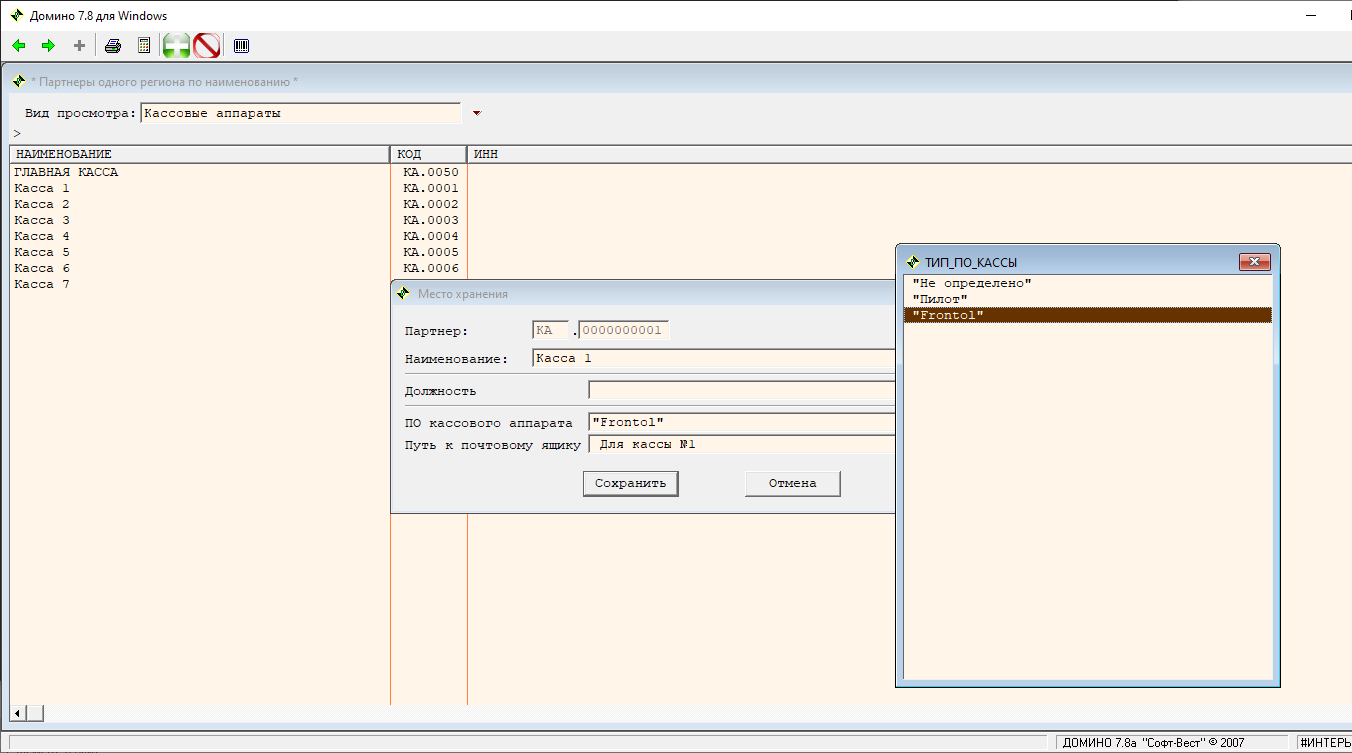 Домино 7.8 для Windows
* Партнеры одного региона по наименованию *
Вид просмотра: Кассовые аппараты
>
НАИМЕНОВАНИЕ КОД ИНН
ГЛАВНАЯ КАССА КА.0050
Касса 1 КА.0001
Касса 2 КА.0002
Касса 3 КА.0003
Касса 4 КА.0004
Касса 5 КА.0005
Касса 6 КА.0006
Касса 7
Место хранения
Партнер: КА .0000000001
Наименование: Касса 1
Должность
ПО кассового аппарата "Frontol"
Путь к почтовому ящику Для кассы №1
Сохранить Отмена
ТИП_ПО_КАССЫ
"Не определено"
"Пилот"
"Frontol"
ДОМИНО 7.8a "Софт-Вест" © 2007 #ИНТЕРЬ